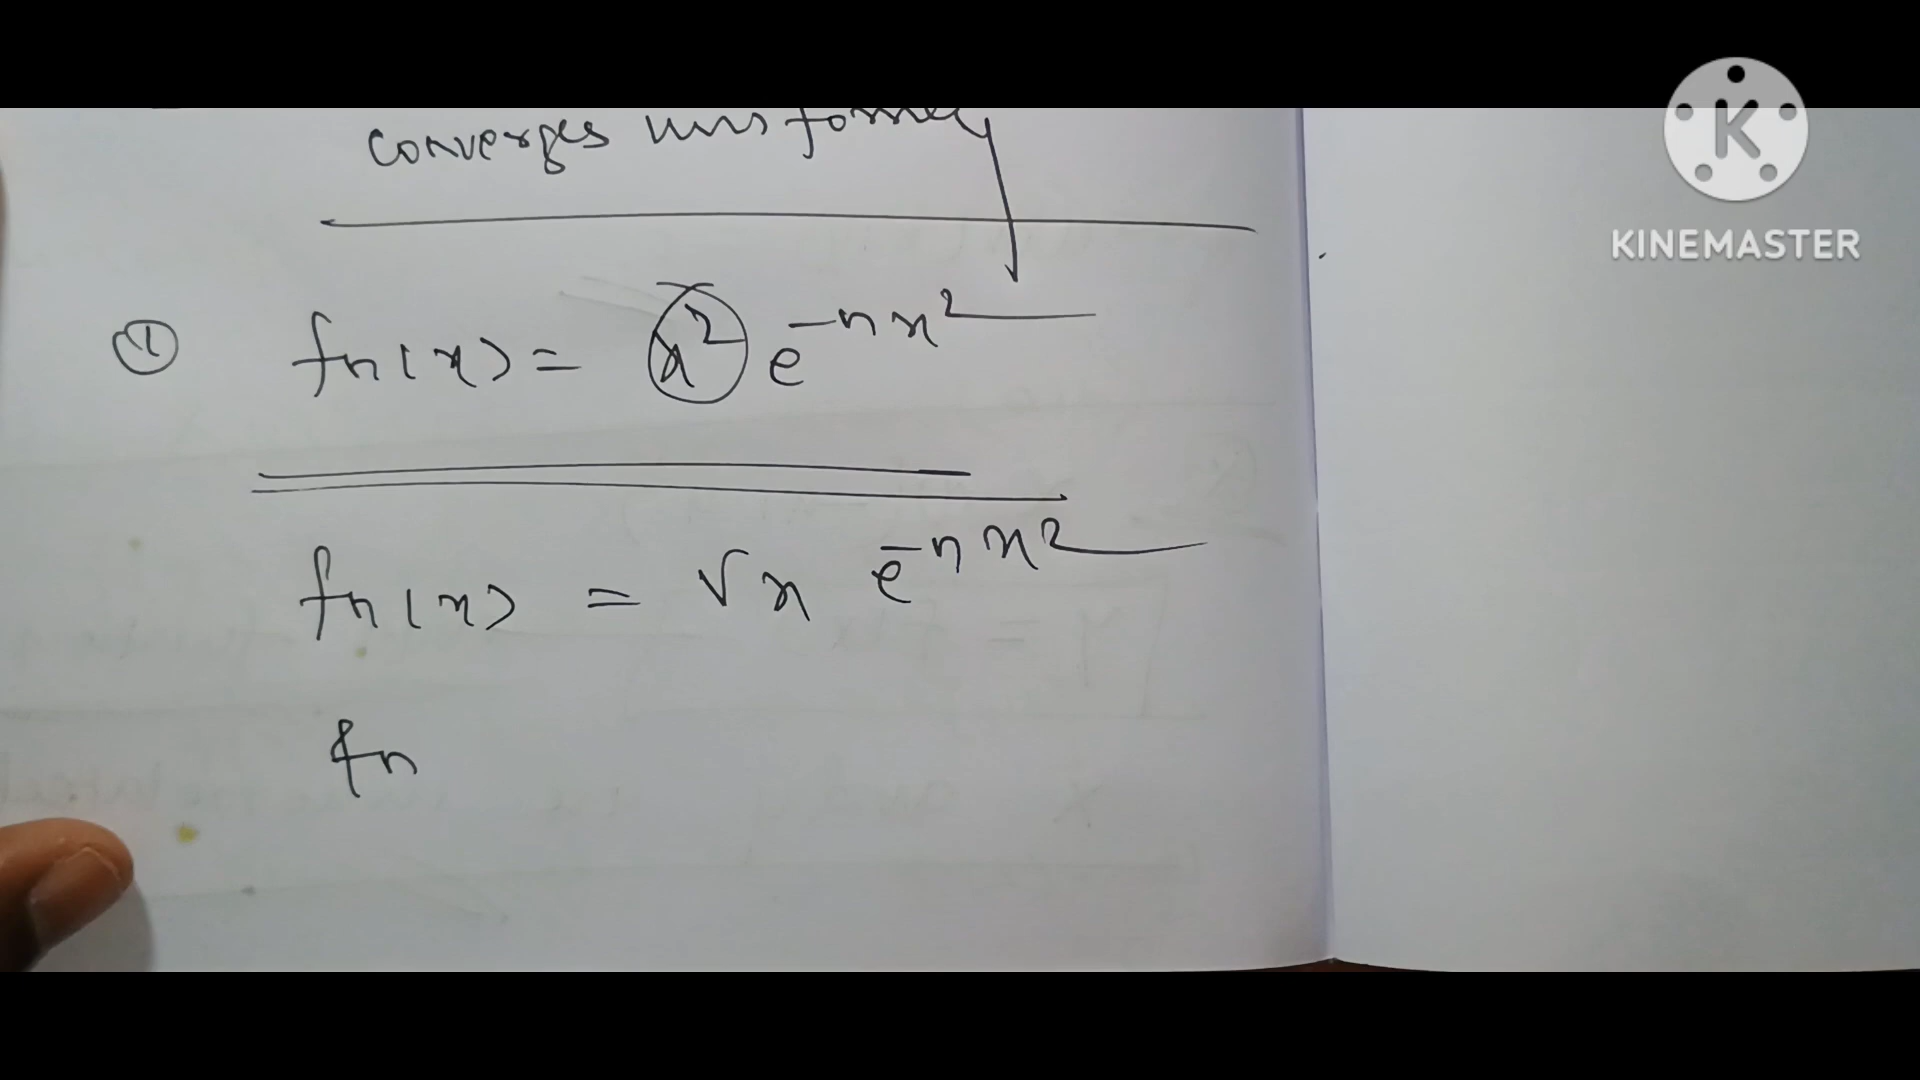 converges uniformly
K
KINEMASTER
① fn(x) = x² e^-nx²
fn(x) = √x e^-nx²
fn